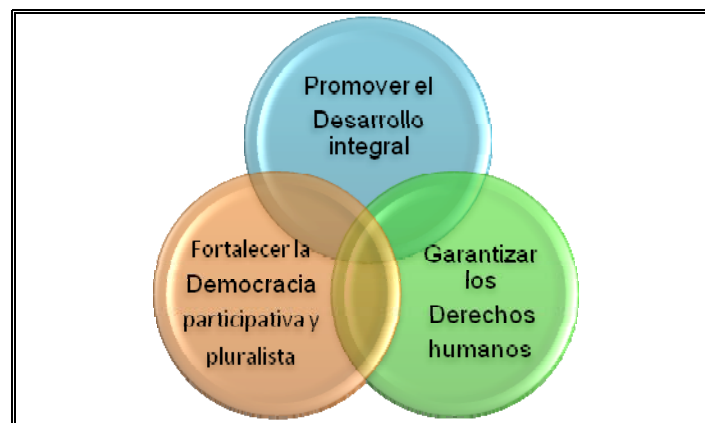 Promover el
Desarrollo
integral
Fortalecer la
Democracia
participativa y
pluralista
Garantizar
los
Derechos
humanos